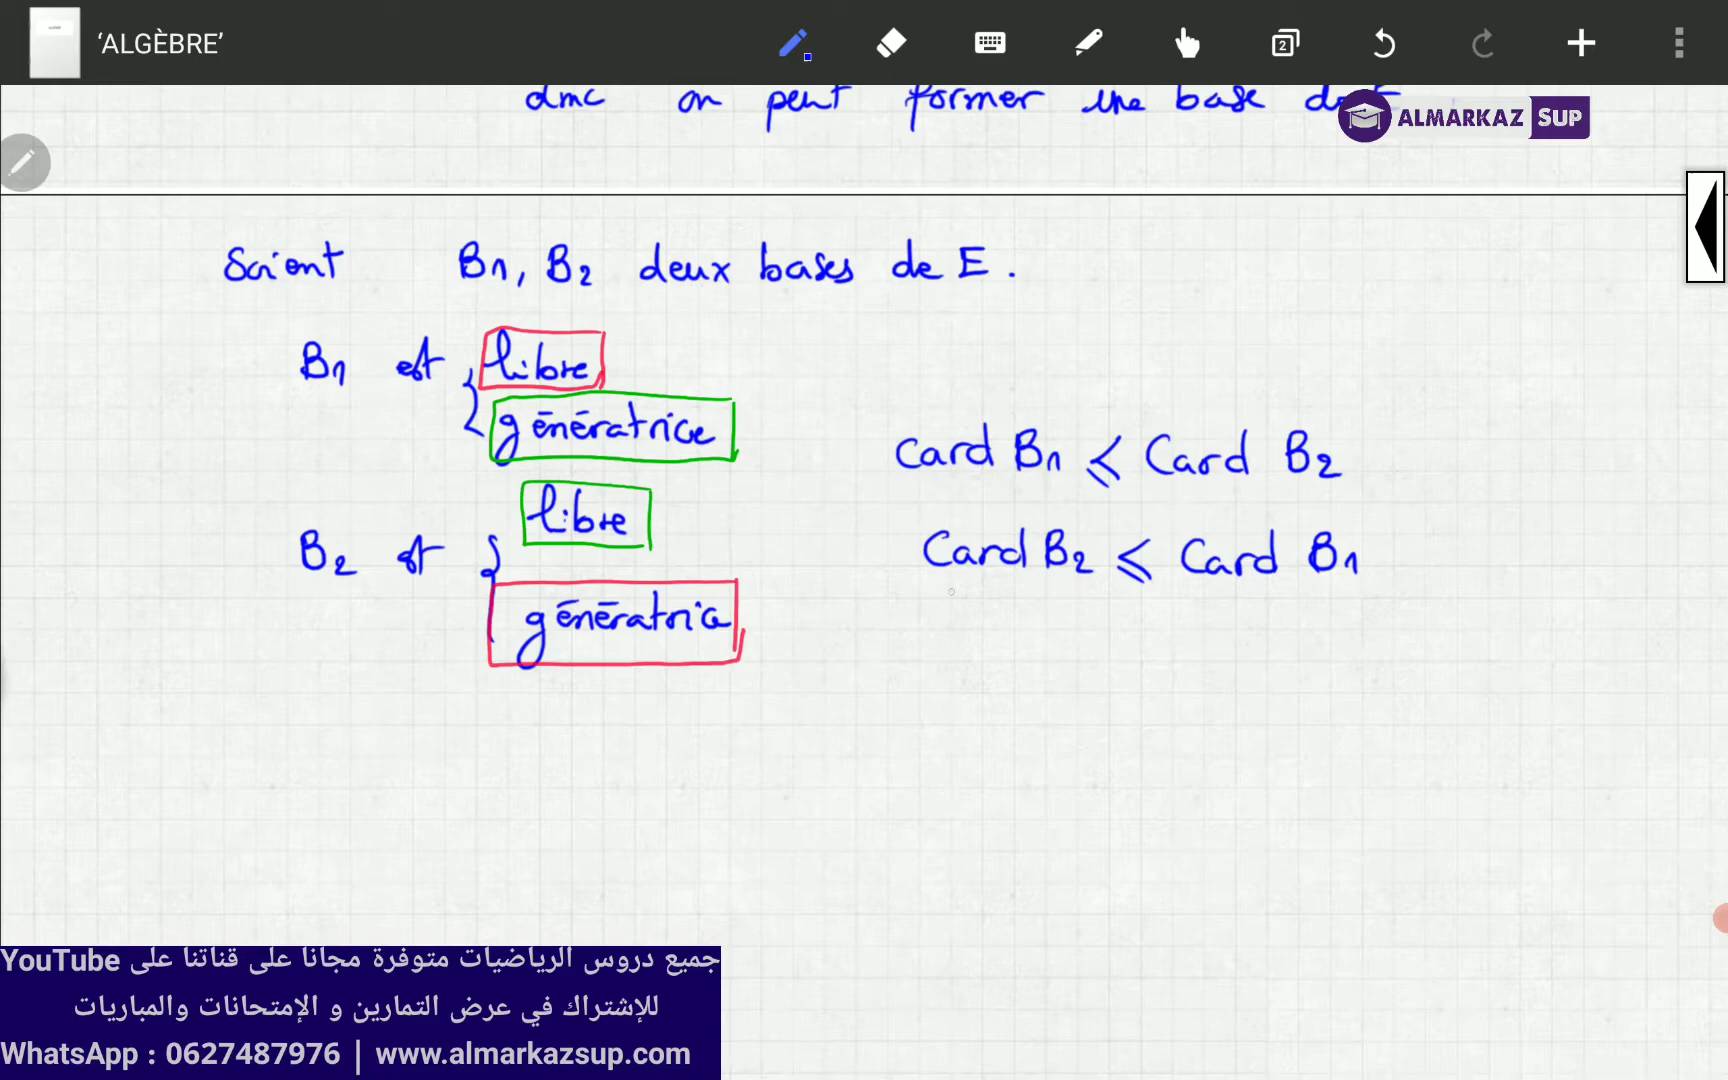 ‘ALGÈBRE’
2
donc on peut former une base dont
ALMARKAZ SUP
Soient B1, B2 deux bases de E.
B1 est { libre
génératrice
card B1 ⩽ Card B2
libre
B2 est {
Card B2 ⩽ Card B1
génératrice
جميع دروس الرياضيات متوفرة مجانا على قناتنا على YouTube
للإشتراك في عرض التمارين و الإمتحانات والمباريات
WhatsApp : 0627487976 | www.almarkazsup.com